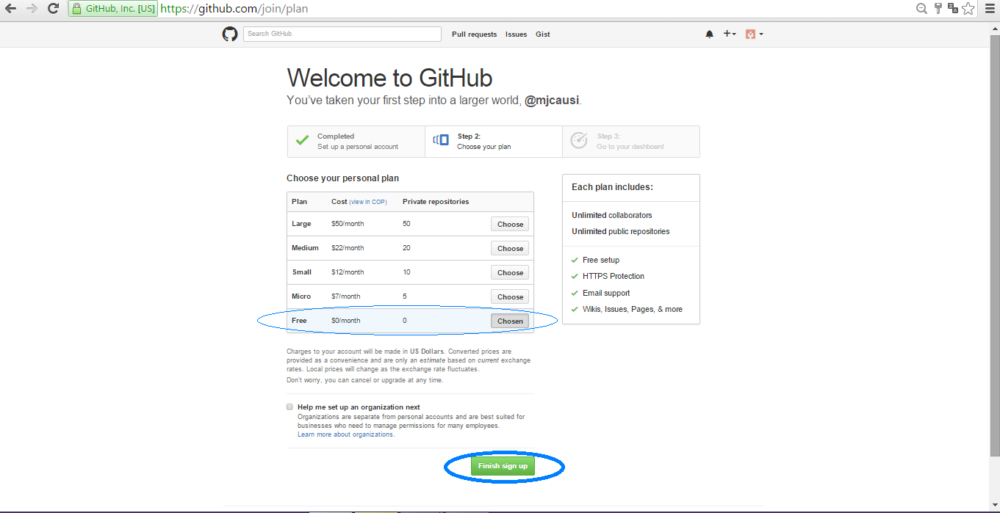 GitHub, Inc. [US] https://github.com/join/plan
Search GitHub Pull requests Issues Gist
Welcome to GitHub
You've taken your first step into a larger world, @mjcausi.
Completed
Set up a personal account
Step 2:
Choose your plan
Step 3:
Go to your dashboard
Choose your personal plan
Plan Cost (view in COP) Private repositories
Large $50/month 50 Choose
Medium $22/month 20 Choose
Small $12/month 10 Choose
Micro $7/month 5 Choose
Free $0/month 0 Chosen
Charges to your account will be made in US Dollars. Converted prices are
provided as a convenience and are only an estimate based on current exchange
rates. Local prices will change as the exchange rate fluctuates.
Don't worry, you can cancel or upgrade at any time.
Help me set up an organization next
Organizations are separate from personal accounts and are best suited for
businesses who need to manage permissions for many employees.
Learn more about organizations.
Finish sign up
Each plan includes:
Unlimited collaborators
Unlimited public repositories
Free setup
HTTPS Protection
Email support
Wikis, Issues, Pages, & more